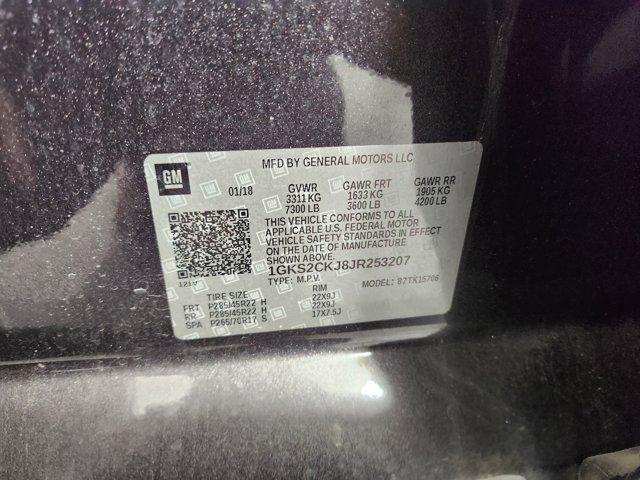 GM
MFD BY GENERAL MOTORS LLC
01/18
GVWR GAWR FRT GAWR RR
3311 KG 1633 KG 1905 KG
7300 LB 3600 LB 4200 LB
THIS VEHICLE CONFORMS TO ALL
APPLICABLE U.S. FEDERAL MOTOR
VEHICLE SAFETY STANDARDS IN EFFECT
ON THE DATE OF MANUFACTURE
SHOWN ABOVE.
1GKS2CKJ8JR253207
TYPE: M.P.V. MODEL: 87TK15706
TIRE SIZE: RIM
FRT P285/45R22 H 22X9J
RR P285/45R22 H 22X9J
SPA P265/70R17 S 17X7.5J